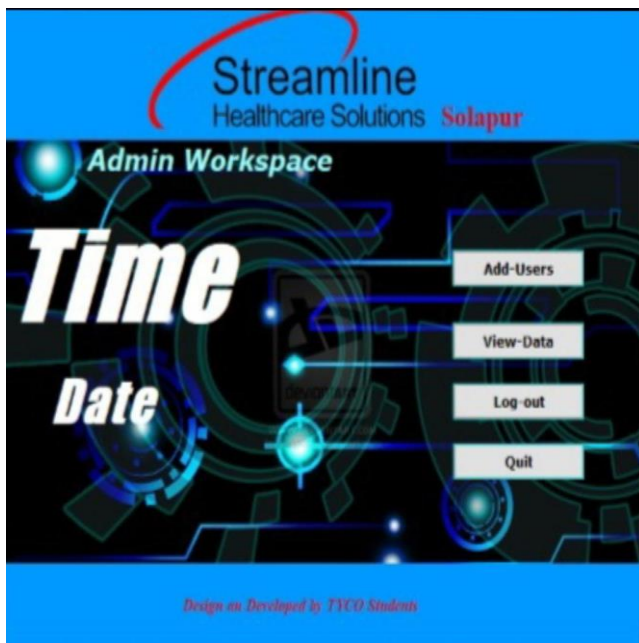 Streamline
Healthcare Solutions Solapur
Admin Workspace
Time
Add-Users
View-Data
Date
Log-out
Quit
Design an Developed by TYCO Students